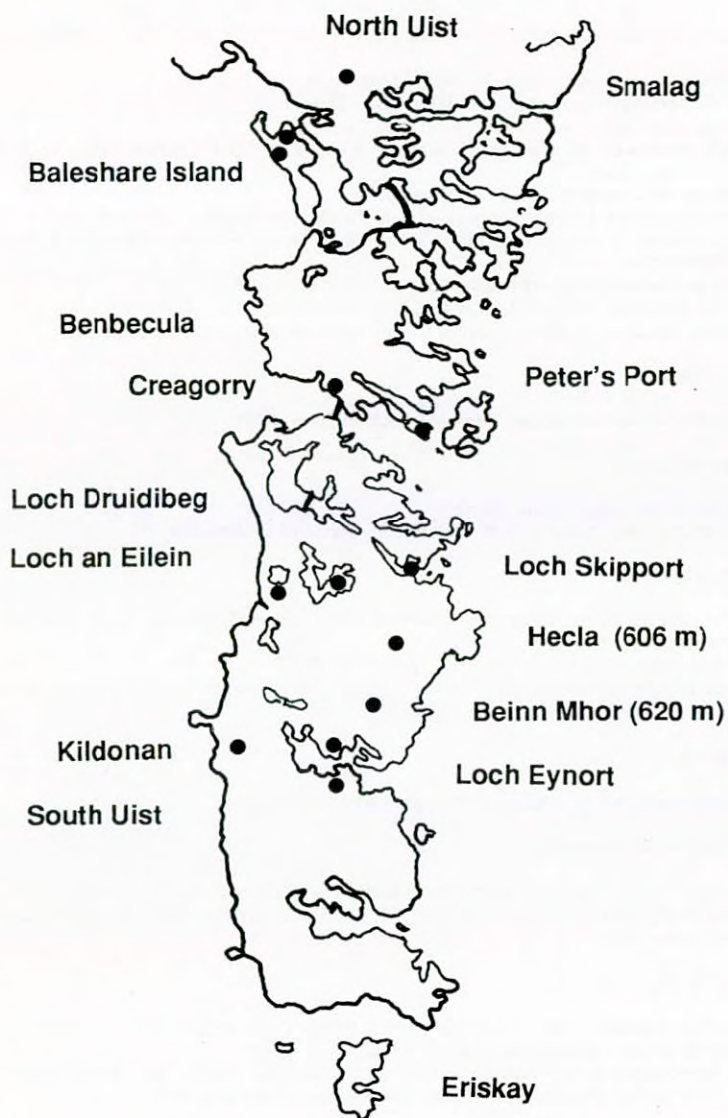 North Uist
Smalag
Baleshare Island
Benbecula
Creagorry
Peter's Port
Loch Druidibeg
Loch an Eilein
Loch Skipport
Hecla (606 m)
Beinn Mhor (620 m)
Kildonan
Loch Eynort
South Uist
Eriskay